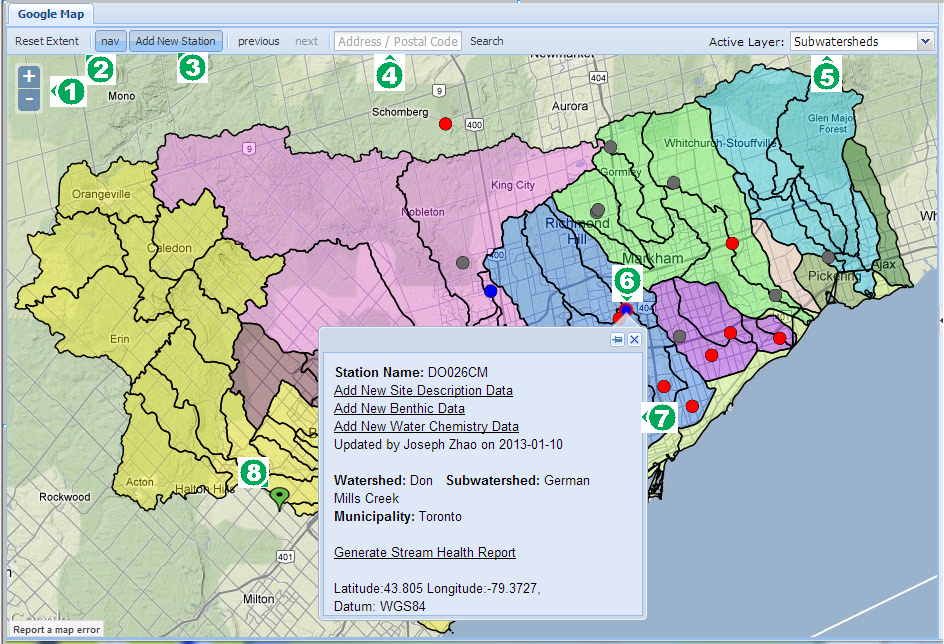 Google Map
Reset Extent nav Add New Station previous next Address / Postal Code Search Active Layer: Subwatersheds
+
-
1
2
3
4
5
Newmarket
404
Mono
9
Schomberg
400
Aurora
Glen Major
Forest
9
Whitchurch-Stouffville
Gormley
King City
Orangeville
Nobleton
Richmond
Hill
Caledon
400
Markham
Ajax
Pickering
6
404
401
Erin
Station Name: DO026CM
Add New Site Description Data
Add New Benthic Data
Add New Water Chemistry Data
Updated by Joseph Zhao on 2013-01-10
Watershed: Don Subwatershed: German
Mills Creek
Municipality: Toronto
Generate Stream Health Report
Latitude:43.805 Longitude:-79.3727,
Datum: WGS84
7
8
Acton
Halton Hills
Rockwood
401
Milton
Google
Report a map error